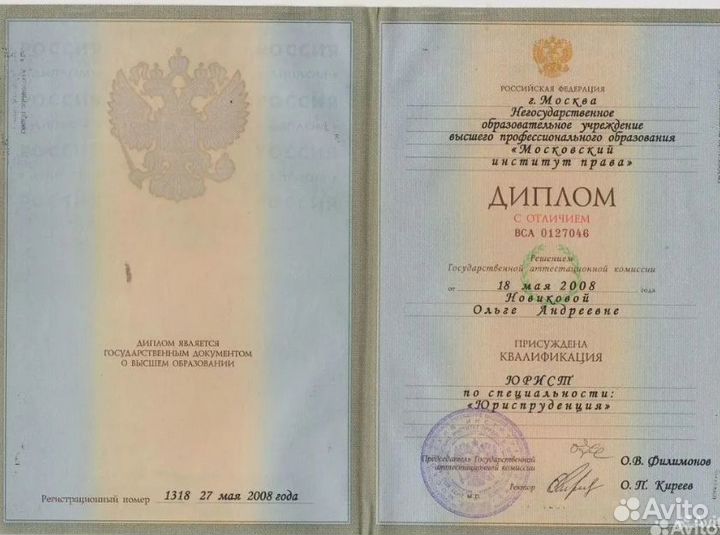 ДИПЛОМ ЯВЛЯЕТСЯ
ГОСУДАРСТВЕННЫМ ДОКУМЕНТОМ
О ВЫСШЕМ ОБРАЗОВАНИИ
Регистрационный номер 1318 27 мая 2008 года
РОССИЙСКАЯ ФЕДЕРАЦИЯ
г. Москва
Негосударственное
образовательное учреждение
высшего профессионального образования
«Московский
институт права»
ДИПЛОМ
С ОТЛИЧИЕМ
ВСА 0127046
Решением
Государственной аттестационной комиссии
от 18 мая 2008 года
Новиковой
Ольге Андреевне
ПРИСУЖДЕНА
КВАЛИФИКАЦИЯ
ЮРИСТ
по специальности:
«Юриспруденция»
Председатель Государственной
аттестационной комиссии О.В. Филимонов
Ректор О. П. Киреев
М.П.
Avito
Avito